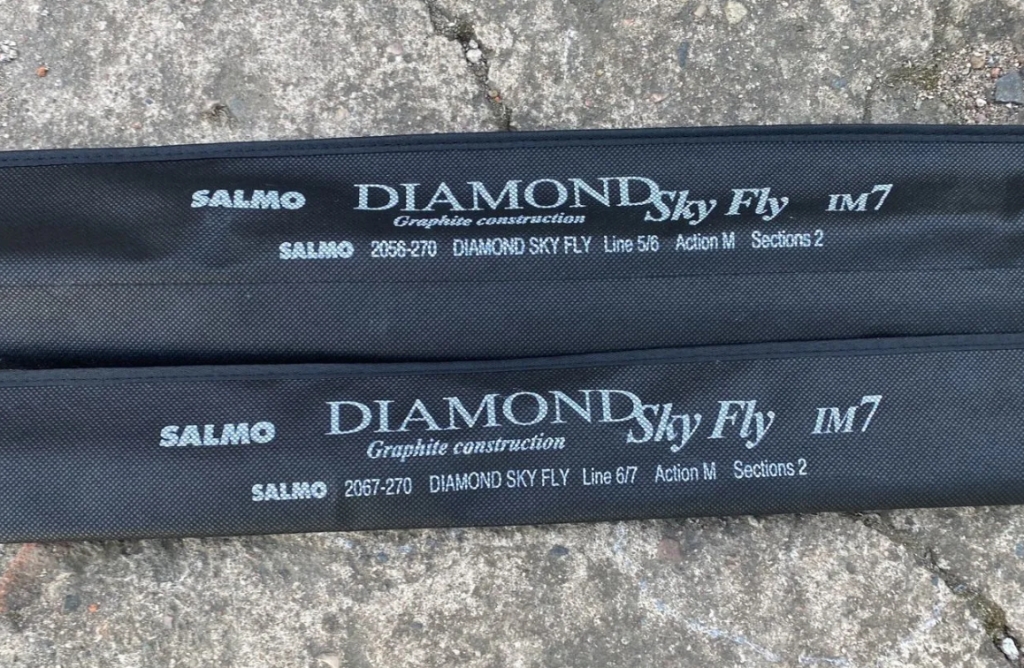 SALMO DIAMOND Sky Fly IM7
Graphite construction
SALMO 2056-270 DIAMOND SKY FLY Line 5/6 Action M Sections 2
SALMO DIAMOND Sky Fly IM7
Graphite construction
SALMO 2067-270 DIAMOND SKY FLY Line 6/7 Action M Sections 2